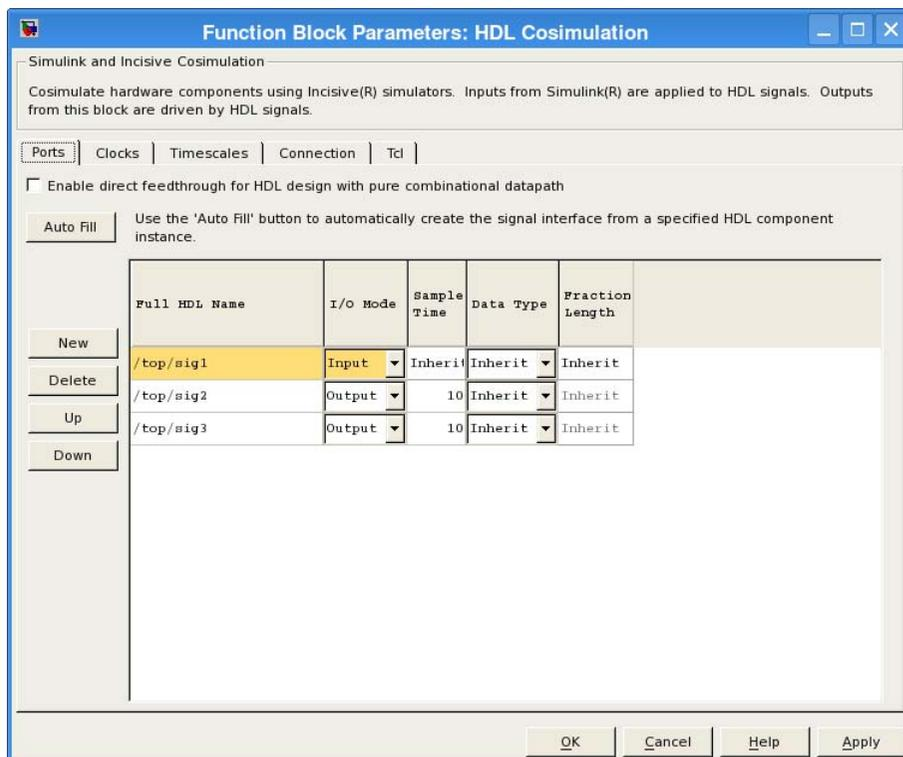 Function Block Parameters: HDL Cosimulation
Simulink and Incisive Cosimulation
Cosimulate hardware components using Incisive(R) simulators. Inputs from Simulink(R) are applied to HDL signals. Outputs
from this block are driven by HDL signals.
Ports Clocks Timescales Connection Tcl
Enable direct feedthrough for HDL design with pure combinational datapath
Auto Fill
Use the 'Auto Fill' button to automatically create the signal interface from a specified HDL component
instance.
Full HDL Name I/O Mode Sample Time Data Type Fraction Length
New
Delete
Up
Down
/top/sig1 Input Inherit Inherit Inherit
/top/sig2 Output 10 Inherit Inherit
/top/sig3 Output 10 Inherit Inherit
OK Cancel Help Apply